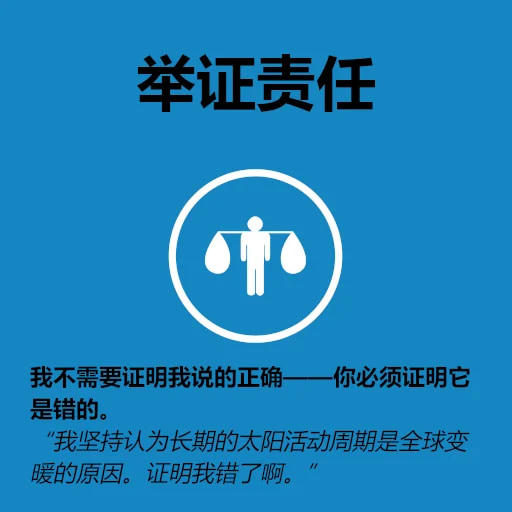 举证责任
我不需要证明我说的正确——你必须证明它
是错的。
“我坚持认为长期的太阳活动周期是全球变
暖的原因。证明我错了啊。”